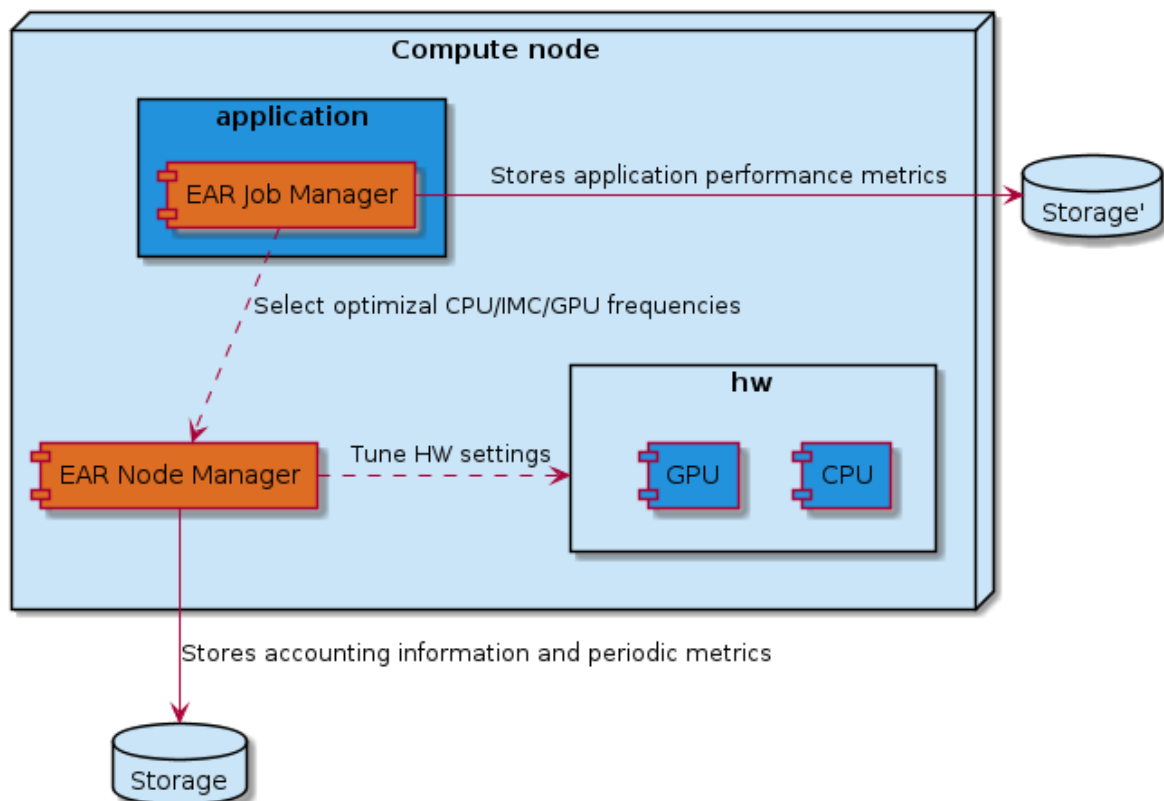 Compute node
application
EAR Job Manager
Stores application performance metrics
Storage'
Select optimizal CPU/IMC/GPU frequencies
hw
EAR Node Manager
Tune HW settings
GPU
CPU
Stores accounting information and periodic metrics
Storage